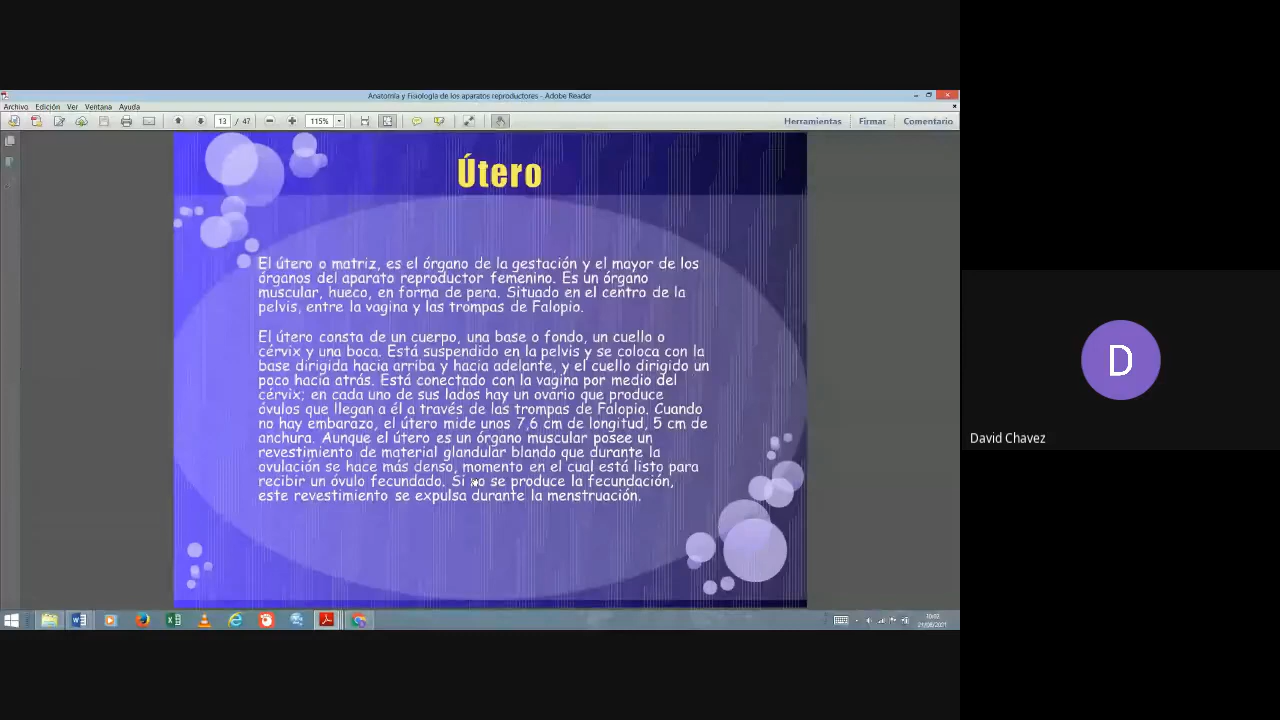 Anatomía y Fisiología de los aparatos reproductores - Adobe Reader
Archivo Edición Ver Ventana Ayuda
13 / 47 115% Herramientas Firmar Comentario
Útero
El útero o matriz, es el órgano de la gestación y el mayor de los
órganos del aparato reproductor femenino. Es un órgano
muscular, hueco, en forma de pera. Situado en el centro de la
pelvis, entre la vagina y las trompas de Falopio.
El útero consta de un cuerpo, una base o fondo, un cuello o
cérvix y una boca. Está suspendido en la pelvis y se coloca con la
base dirigida hacia arriba y hacia adelante, y el cuello dirigido un
poco hacia atrás. Está conectado con la vagina por medio del
cérvix; en cada uno de sus lados hay un ovario que produce
óvulos que llegan a él a través de las trompas de Falopio. Cuando
no hay embarazo, el útero mide unos 7,6 cm de longitud, 5 cm de
anchura. Aunque el útero es un órgano muscular posee un
revestimiento de material glandular blando que durante la
ovulación se hace más denso, momento en el cual está listo para
recibir un óvulo fecundado. Si no se produce la fecundación,
este revestimiento se expulsa durante la menstruación.
D
David Chavez